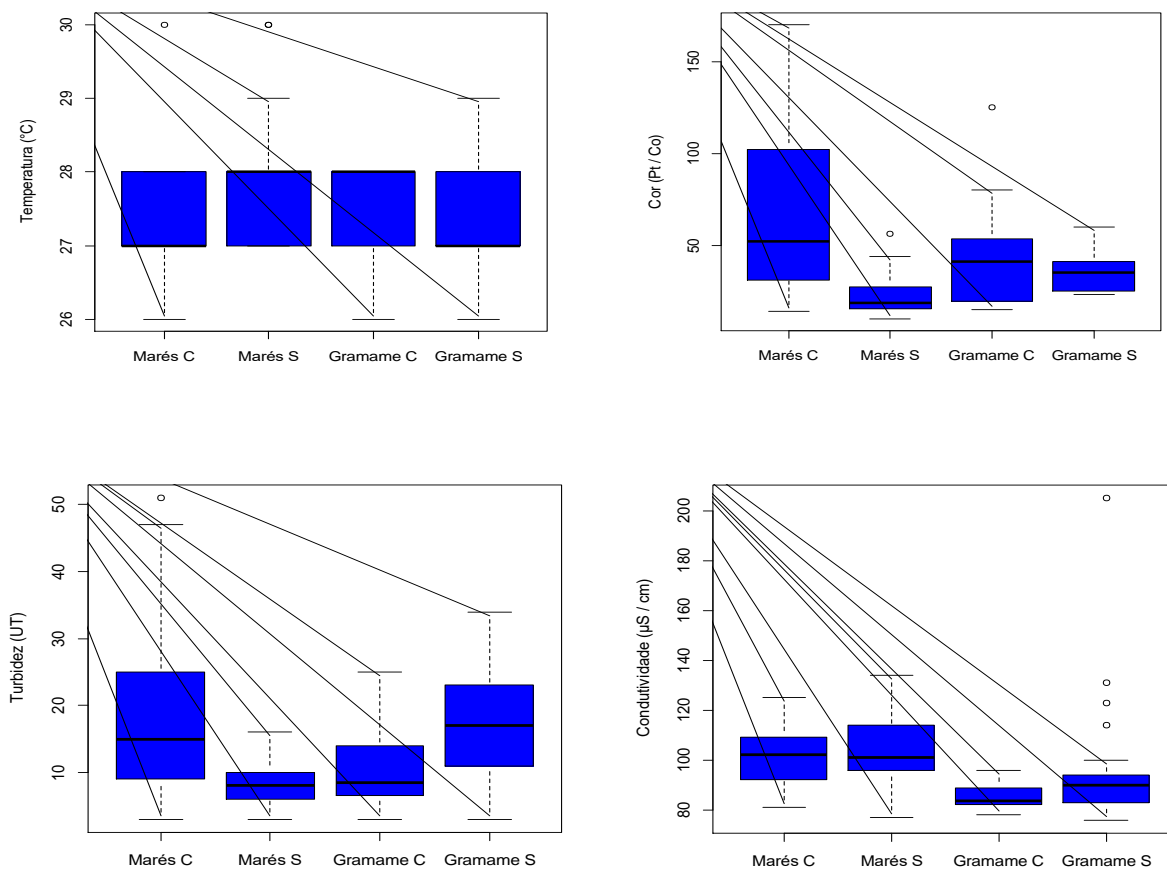 Temperatura (°C)
30
29
28
27
26
Marés C Marés S Gramame C Gramame S
Cor (Pt / Co)
150
100
50
Marés C Marés S Gramame C Gramame S
Turbidez (UT)
50
40
30
20
10
Marés C Marés S Gramame C Gramame S
Condutividade (µS / cm)
200
180
160
140
120
100
80
Marés C Marés S Gramame C Gramame S